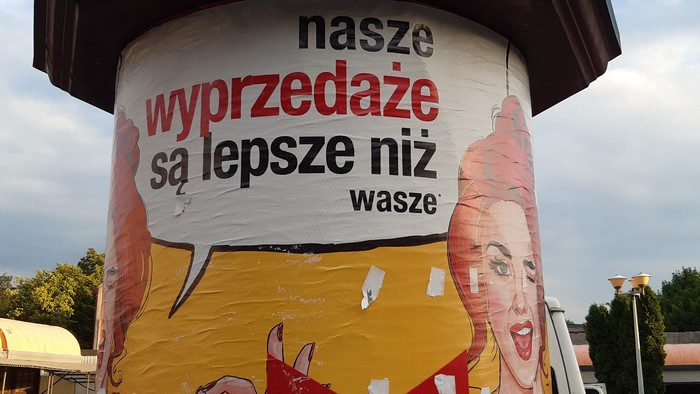 nasze
wyprzedaże
są lepsze niż
wasze*